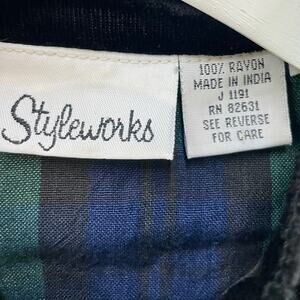 Styleworks
100% RAYON
MADE IN INDIA
J 1191
RN 82631
SEE REVERSE
FOR CARE